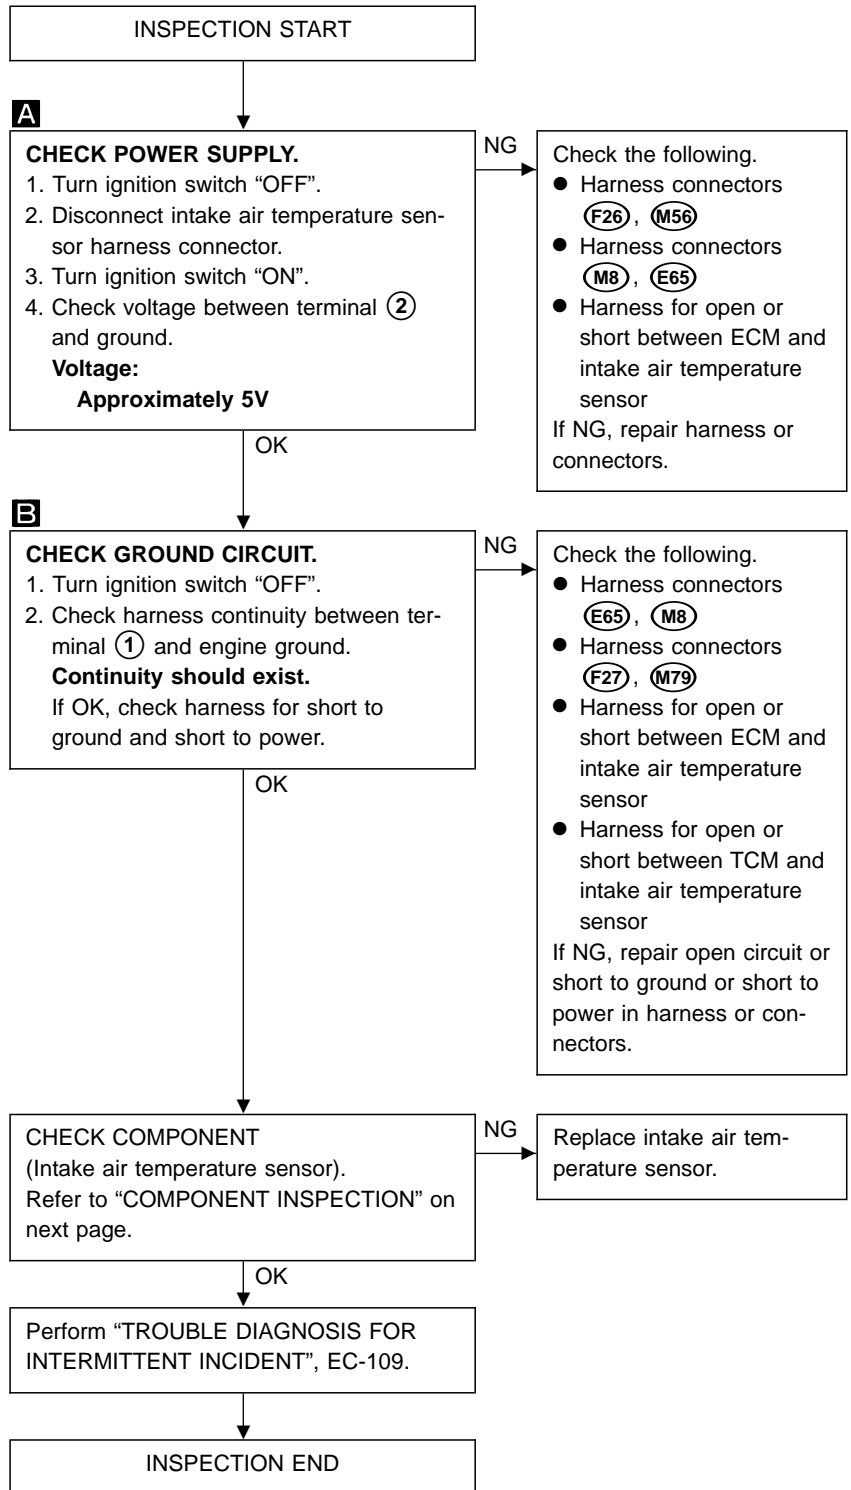 INSPECTION START
A
CHECK POWER SUPPLY.
1. Turn ignition switch “OFF”.
2. Disconnect intake air temperature sen-
sor harness connector.
3. Turn ignition switch “ON”.
4. Check voltage between terminal 2
and ground.
Voltage:
Approximately 5V
NG
Check the following.
● Harness connectors
F26, M56
● Harness connectors
M8, E65
● Harness for open or
short between ECM and
intake air temperature
sensor
If NG, repair harness or
connectors.
OK
B
CHECK GROUND CIRCUIT.
1. Turn ignition switch “OFF”.
2. Check harness continuity between ter-
minal 1 and engine ground.
Continuity should exist.
If OK, check harness for short to
ground and short to power.
NG
Check the following.
● Harness connectors
E65, M8
● Harness connectors
F27, M79
● Harness for open or
short between ECM and
intake air temperature
sensor
● Harness for open or
short between TCM and
intake air temperature
sensor
If NG, repair open circuit or
short to ground or short to
power in harness or con-
nectors.
OK
CHECK COMPONENT
(Intake air temperature sensor).
Refer to “COMPONENT INSPECTION” on
next page.
NG
Replace intake air tem-
perature sensor.
OK
Perform “TROUBLE DIAGNOSIS FOR
INTERMITTENT INCIDENT”, EC-109.
INSPECTION END